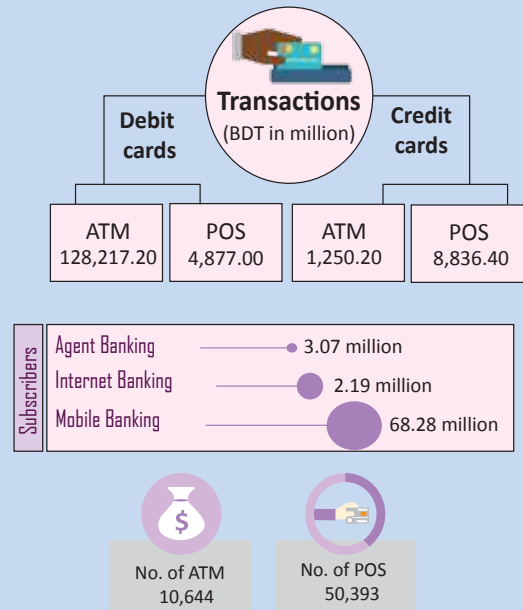 Transactions
(BDT in million)
Debit
cards
Credit
cards
ATM
128,217.20
POS
4,877.00
ATM
1,250.20
POS
8,836.40
Subscribers
Agent Banking 3.07 million
Internet Banking 2.19 million
Mobile Banking 68.28 million
$
No. of ATM
10,644
No. of POS
50,393